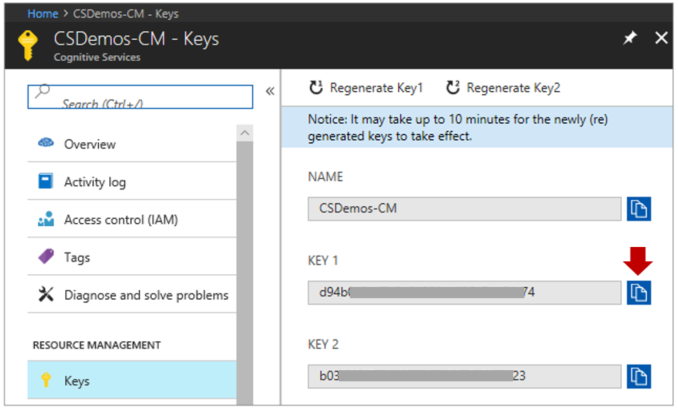 Home > CSDemos-CM - Keys
CSDemos-CM - Keys
Cognitive Services
Search (Ctrl+/)
Overview
Activity log
Access control (IAM)
Tags
Diagnose and solve problems
RESOURCE MANAGEMENT
Keys
Regenerate Key1
Regenerate Key2
Notice: It may take up to 10 minutes for the newly (re)
generated keys to take effect.
NAME
CSDemos-CM
KEY 1
d94b
74
KEY 2
b03
23